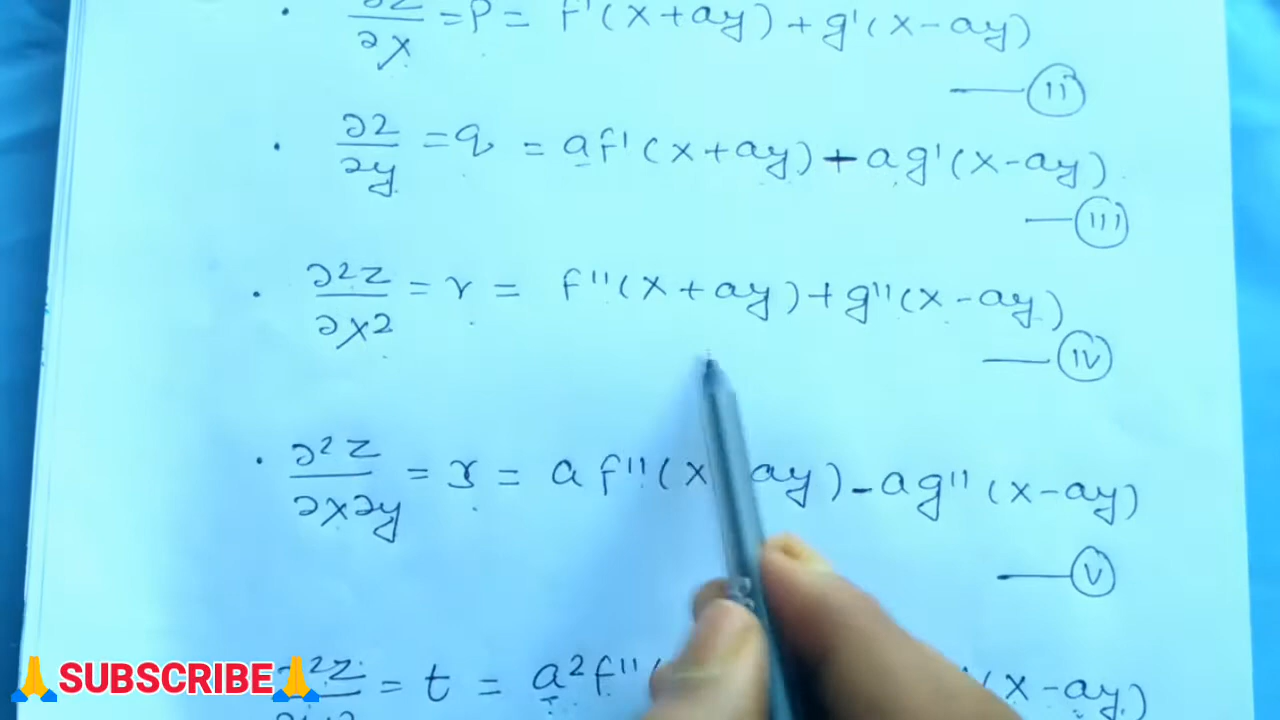 · ∂z/∂x = p = f'(x+ay) + g'(x-ay)
(ii)
· ∂z/∂y = q = af'(x+ay) - ag'(x-ay)
(iii)
· ∂²z/∂x² = r = f''(x+ay) + g''(x-ay)
(iv)
· ∂²z/∂x∂y = s = a f''(x ay) - ag''(x-ay)
(v)
∂²z = t = a²f''( (x-ay)
🙏SUBSCRIBE🙏